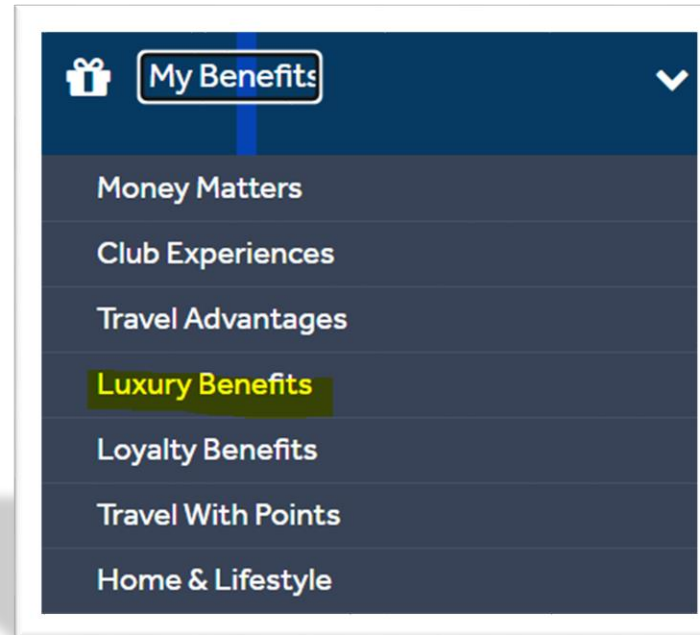 My Benefits
Money Matters
Club Experiences
Travel Advantages
Luxury Benefits
Loyalty Benefits
Travel With Points
Home & Lifestyle